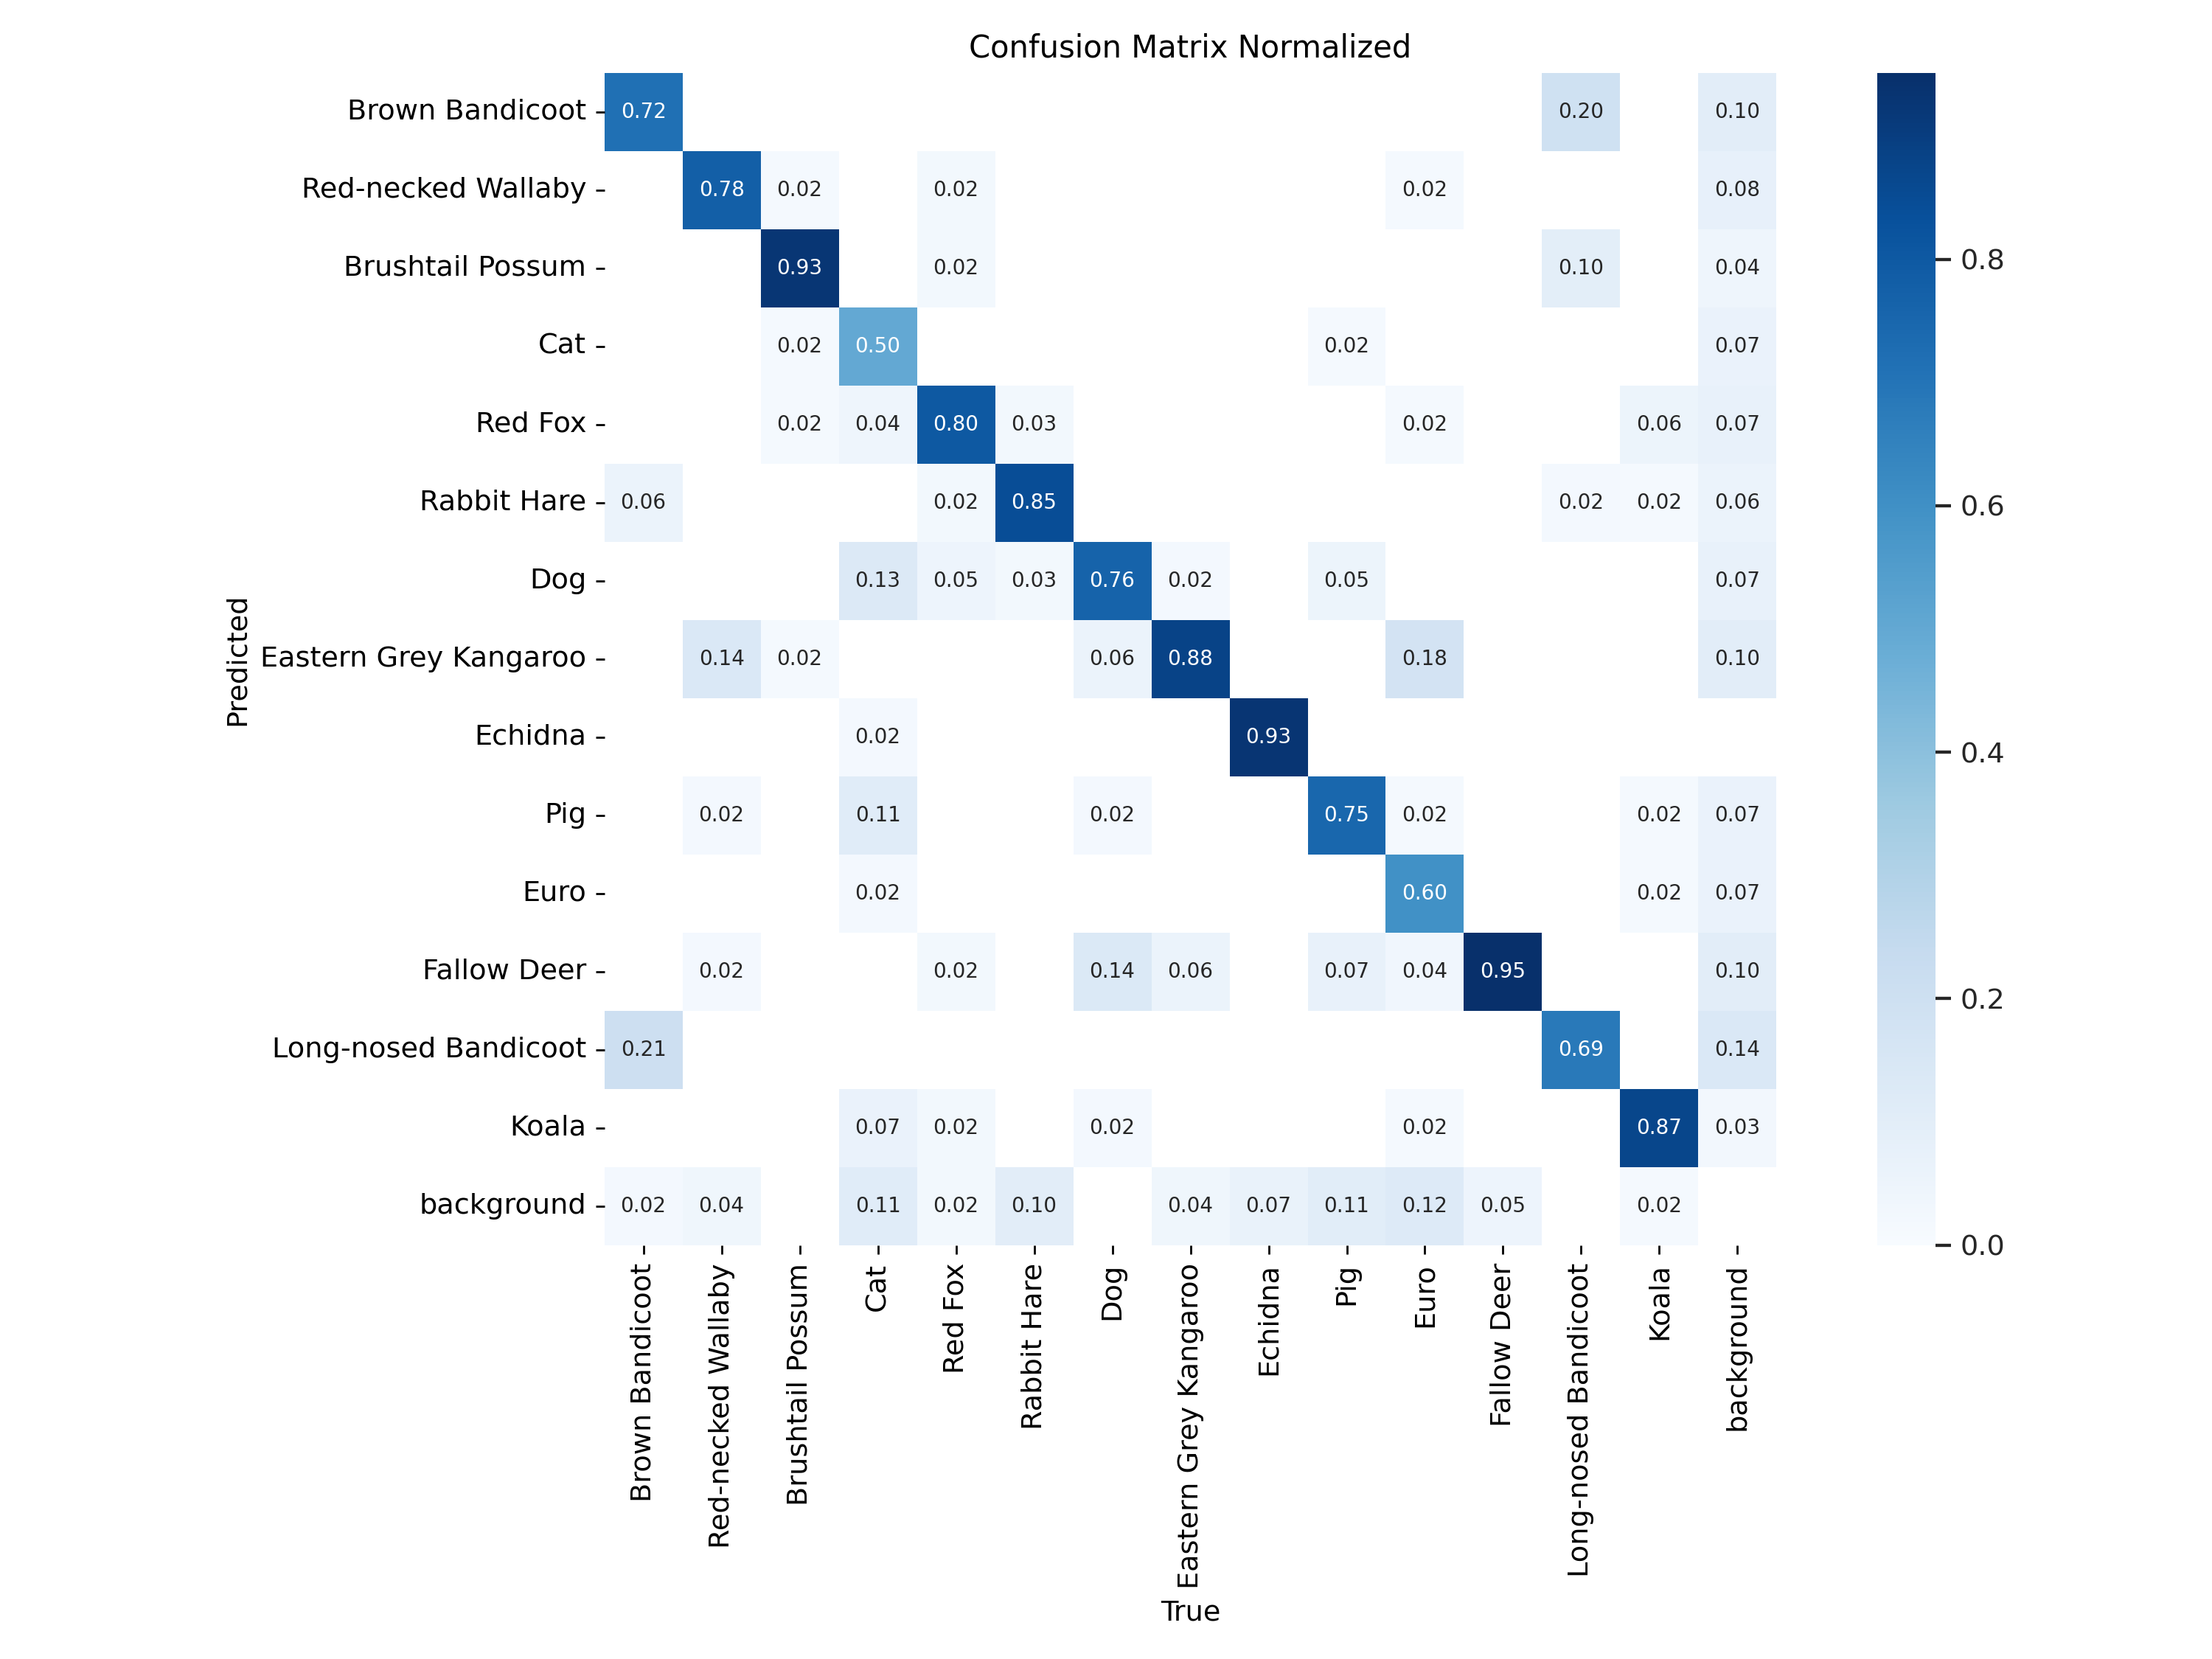 Confusion Matrix Normalized
Brown Bandicoot 0.72 0.20 0.10
Red-necked Wallaby 0.78 0.02 0.02 0.02 0.08
Brushtail Possum 0.93 0.02 0.10 0.04
Cat 0.02 0.50 0.02 0.07
Red Fox 0.02 0.04 0.80 0.03 0.02 0.06 0.07
Rabbit Hare 0.06 0.02 0.85 0.02 0.02 0.06
Dog 0.13 0.05 0.03 0.76 0.02 0.05 0.07
Eastern Grey Kangaroo 0.14 0.02 0.06 0.88 0.18 0.10
Echidna 0.02 0.93
Pig 0.02 0.11 0.02 0.75 0.02 0.02 0.07
Euro 0.02 0.60 0.02 0.07
Fallow Deer 0.02 0.02 0.14 0.06 0.07 0.04 0.95 0.10
Long-nosed Bandicoot 0.21 0.69 0.14
Koala 0.07 0.02 0.02 0.02 0.87 0.03
background 0.02 0.04 0.11 0.02 0.10 0.04 0.07 0.11 0.12 0.05 0.02
Predicted
Brown Bandicoot
Red-necked Wallaby
Brushtail Possum
Cat
Red Fox
Rabbit Hare
Dog
Eastern Grey Kangaroo
Echidna
Pig
Euro
Fallow Deer
Long-nosed Bandicoot
Koala
background
True
0.8
0.6
0.4
0.2
0.0